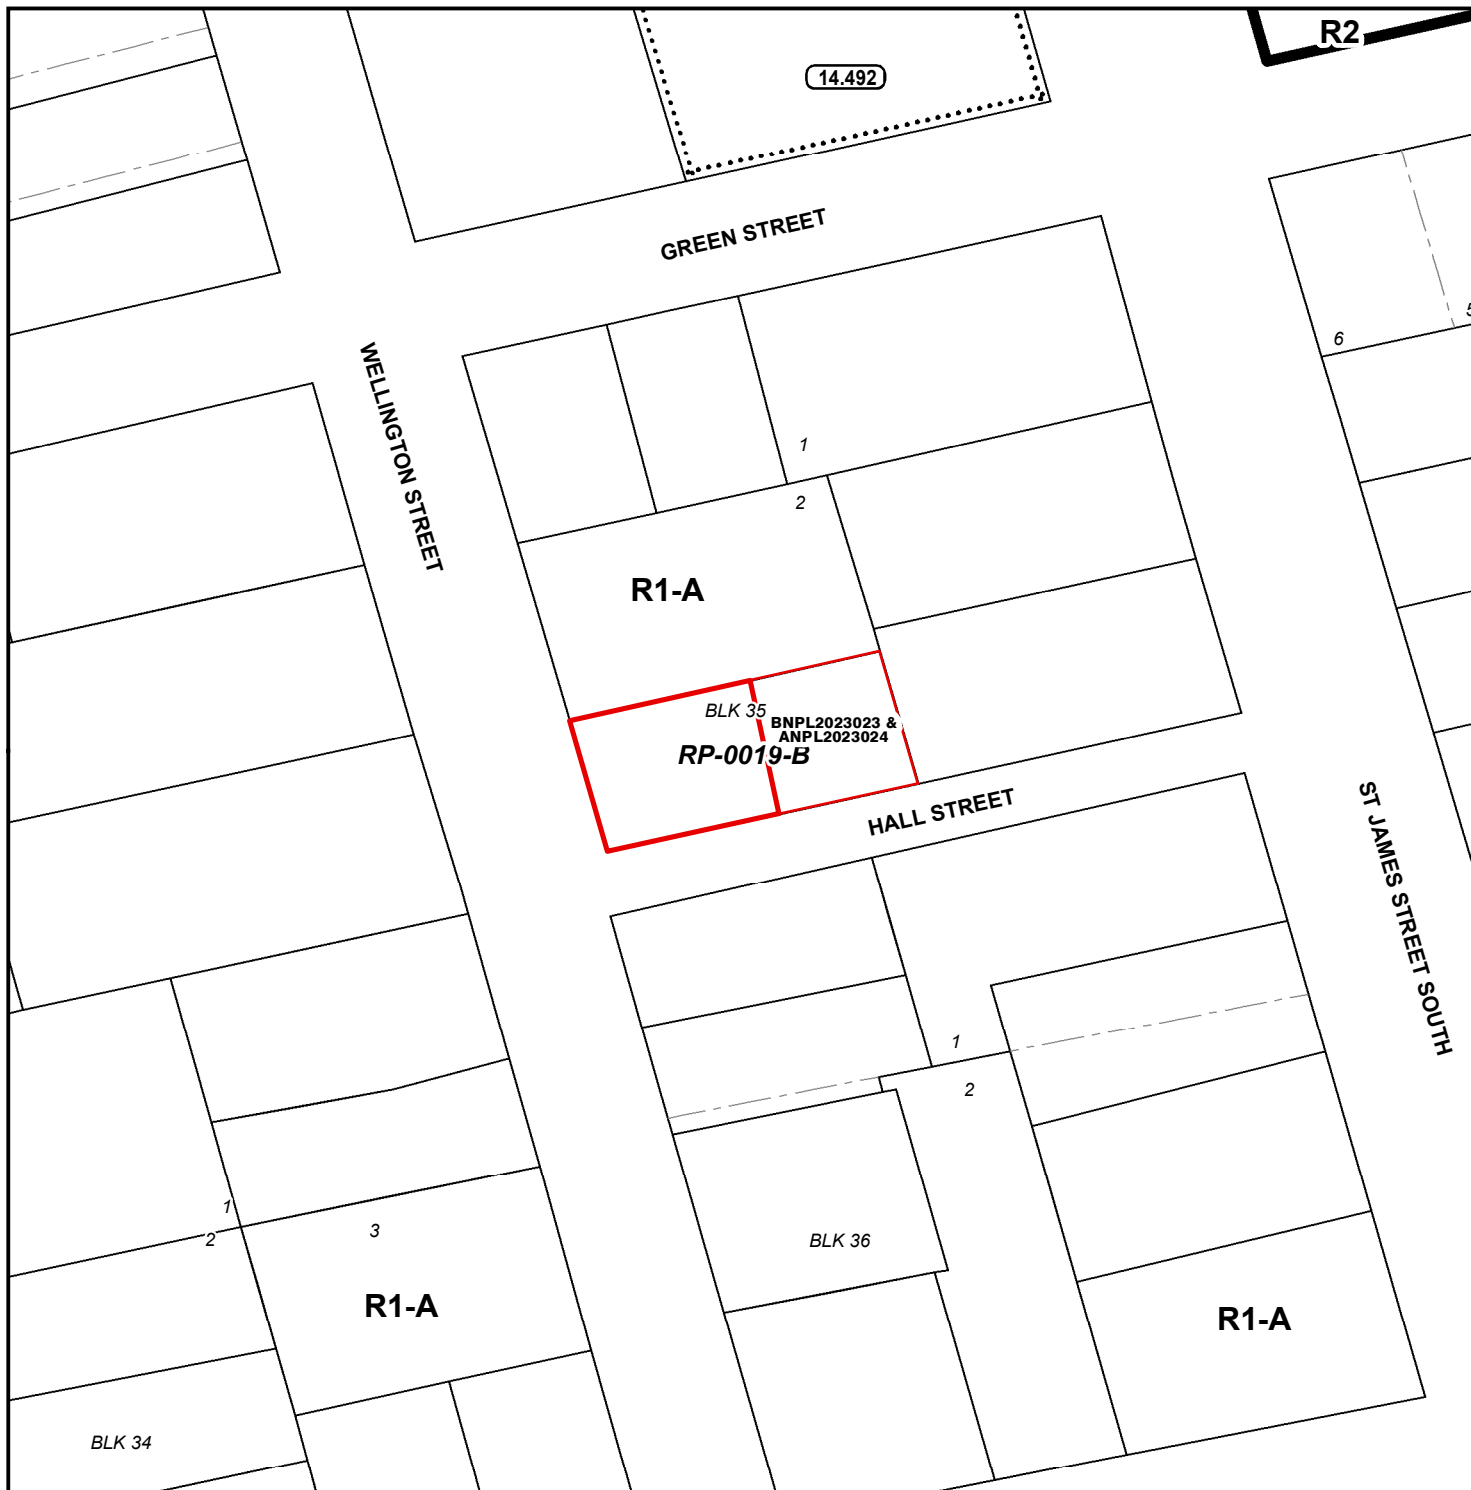 R2
14.492
GREEN STREET
5
6
WELLINGTON STREET
1
2
R1-A
BLK 35
BNPL2023023 &
ANPL2023024
RP-0019-B
HALL STREET
ST JAMES STREET SOUTH
1
2
1
2
3
BLK 36
R1-A
R1-A
BLK 34